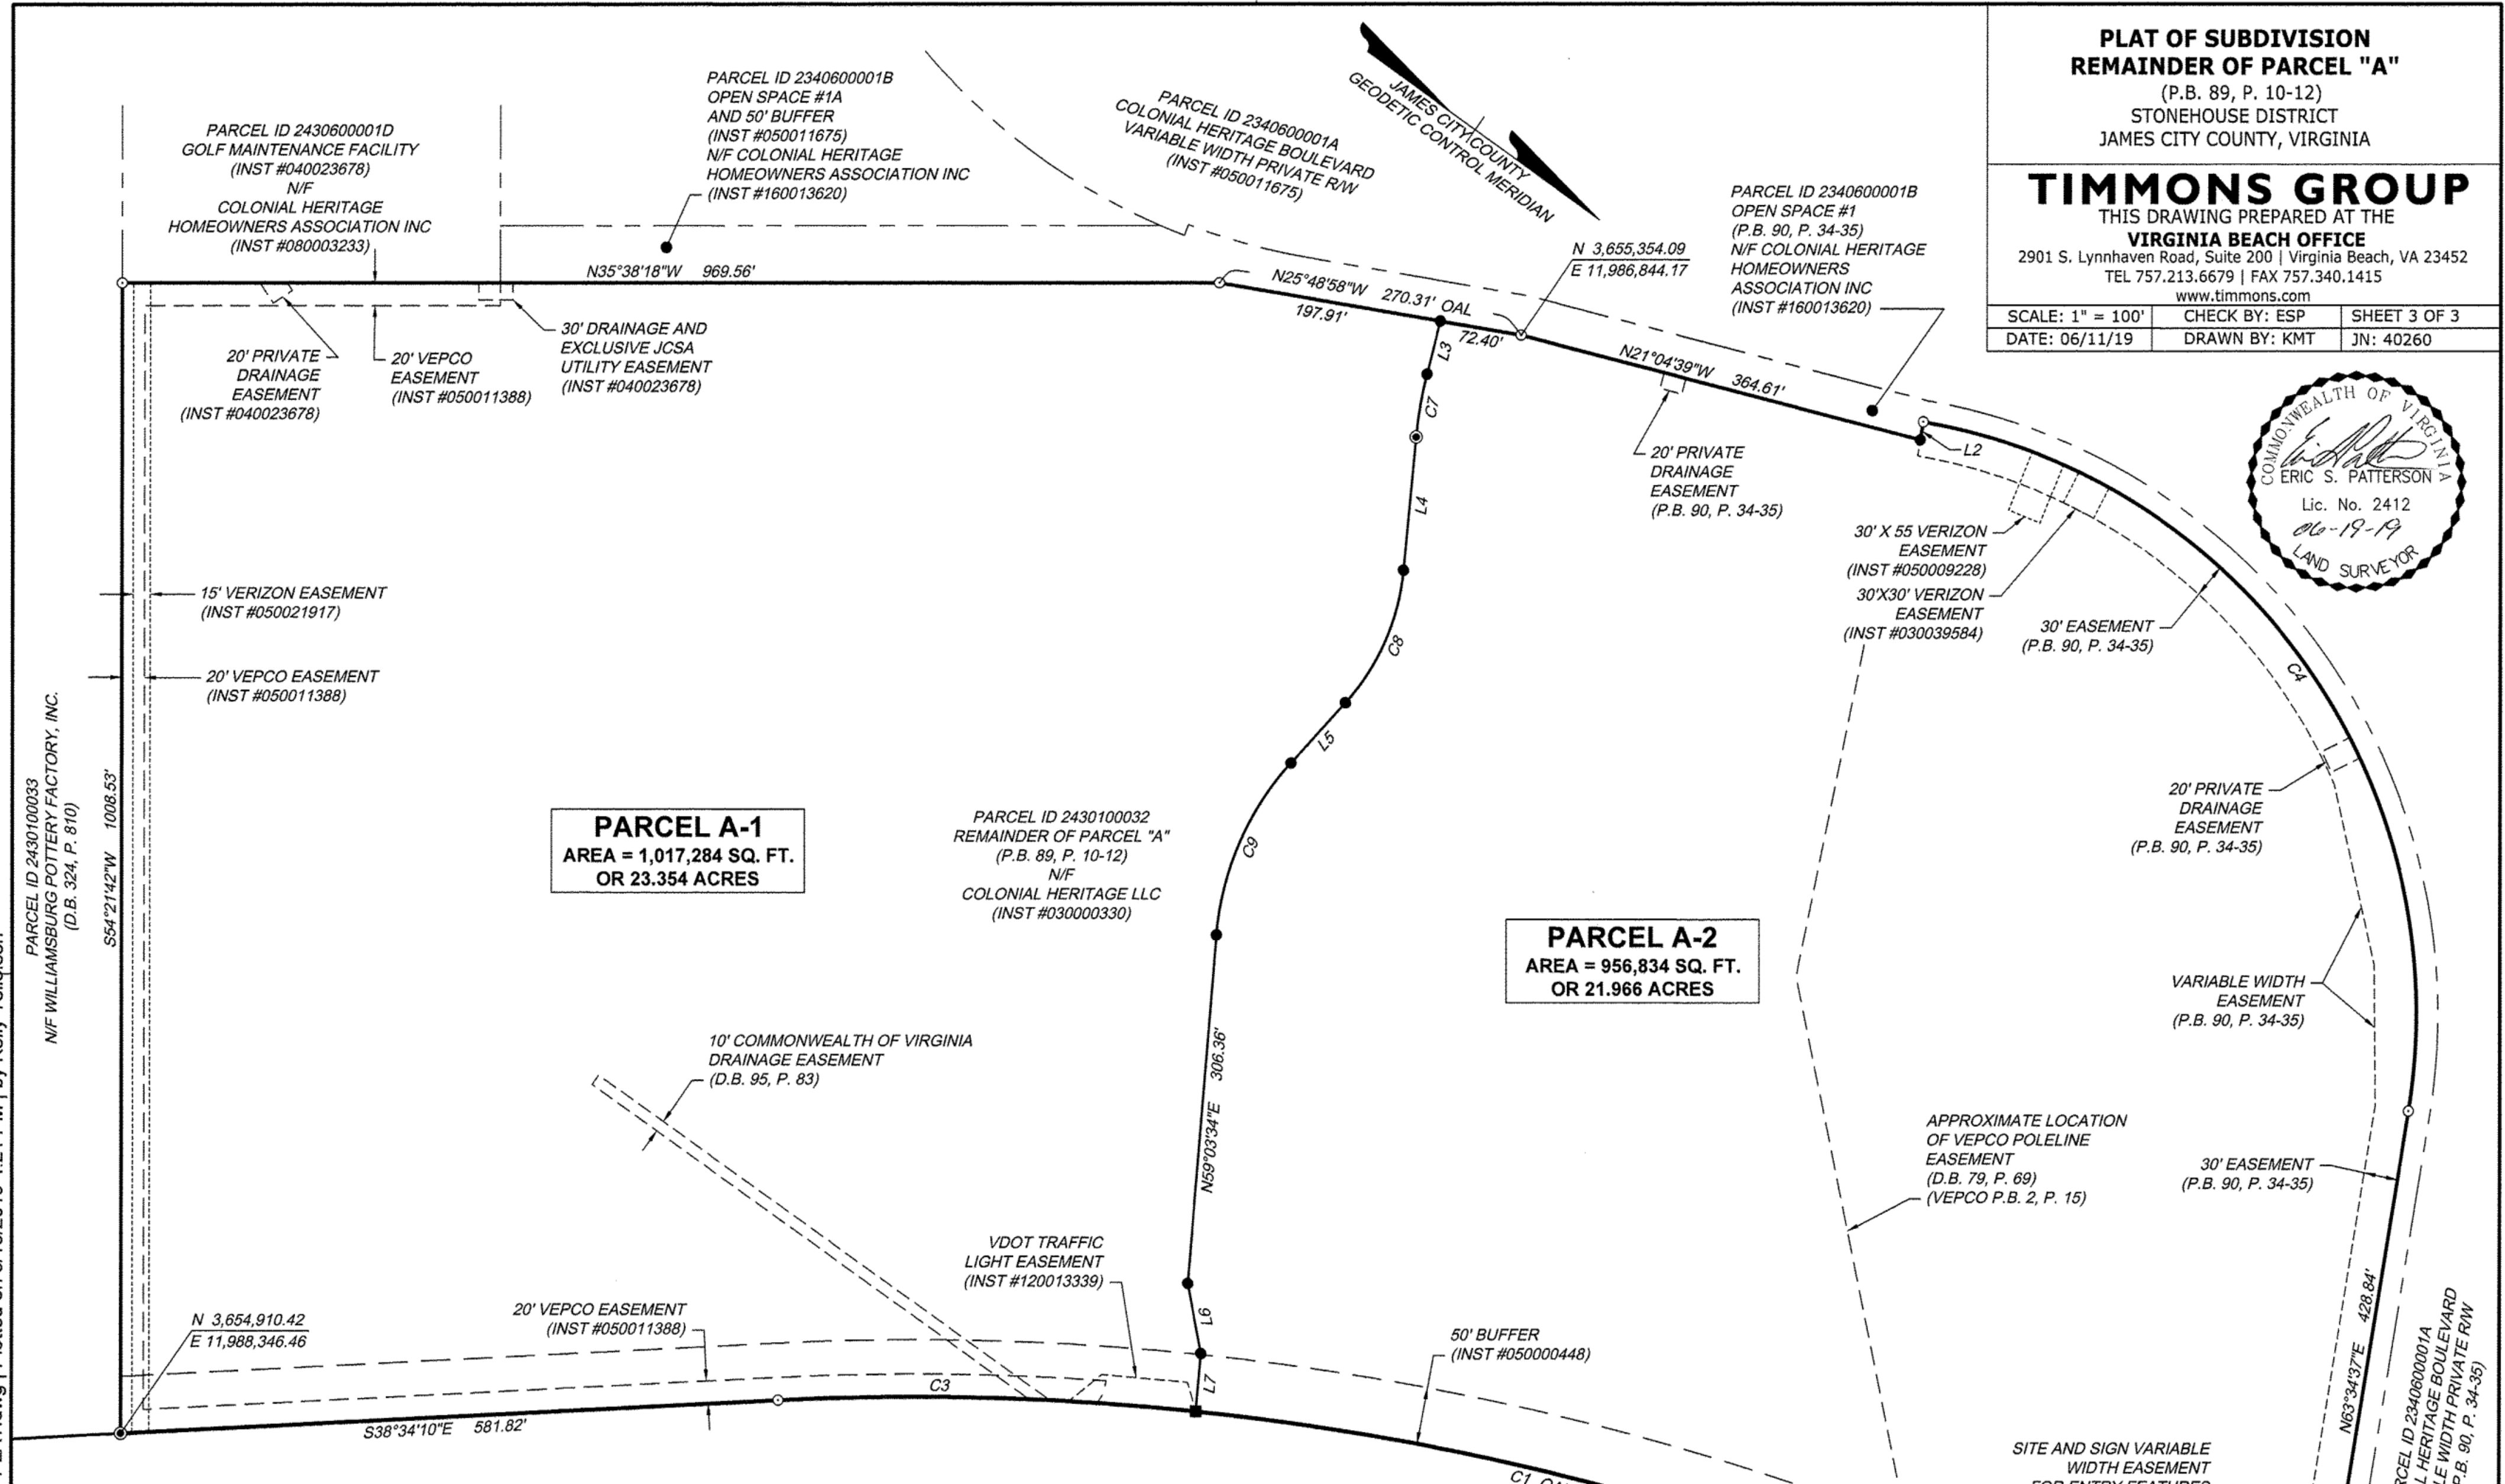 PLAT OF SUBDIVISION
REMAINDER OF PARCEL "A"
(P.B. 89, P. 10-12)
STONEHOUSE DISTRICT
JAMES CITY COUNTY, VIRGINIA
TIMMONS GROUP
THIS DRAWING PREPARED AT THE
VIRGINIA BEACH OFFICE
2901 S. Lynnhaven Road, Suite 200 | Virginia Beach, VA 23452
TEL 757.213.6679 | FAX 757.340.1415
www.timmons.com
SCALE: 1" = 100' CHECK BY: ESP SHEET 3 OF 3
DATE: 06/11/19 DRAWN BY: KMT JN: 40260
COMMONWEALTH OF VIRGINIA
ERIC S. PATTERSON
Lic. No. 2412
06-19-19
LAND SURVEYOR
PARCEL ID 2430600001D
GOLF MAINTENANCE FACILITY
(INST #040023678)
N/F
COLONIAL HERITAGE
HOMEOWNERS ASSOCIATION INC
(INST #080003233)
PARCEL ID 2340600001B
OPEN SPACE #1A
AND 50' BUFFER
(INST #050011675)
N/F COLONIAL HERITAGE
HOMEOWNERS ASSOCIATION INC
(INST #160013620)
PARCEL ID 2340600001A
COLONIAL HERITAGE BOULEVARD
VARIABLE WIDTH PRIVATE R/W
(INST #050011675)
JAMES CITY COUNTY
GEODETIC CONTROL MERIDIAN
PARCEL ID 2340600001B
OPEN SPACE #1
(P.B. 90, P. 34-35)
N/F COLONIAL HERITAGE
HOMEOWNERS
ASSOCIATION INC
(INST #160013620)
N 3,655,354.09
E 11,986,844.17
N35°38'18"W 969.56'
N25°48'58"W 270.31' OAL
197.91'
72.40'
N21°04'39"W 364.61'
L3
C7
L4
C8
L5
C9
L2
C4
20' PRIVATE
DRAINAGE
EASEMENT
(INST #040023678)
20' VEPCO
EASEMENT
(INST #050011388)
30' DRAINAGE AND
EXCLUSIVE JCSA
UTILITY EASEMENT
(INST #040023678)
20' PRIVATE
DRAINAGE
EASEMENT
(P.B. 90, P. 34-35)
30' X 55 VERIZON
EASEMENT
(INST #050009228)
30'X30' VERIZON
EASEMENT
(INST #030039584)
30' EASEMENT
(P.B. 90, P. 34-35)
15' VERIZON EASEMENT
(INST #050021917)
20' VEPCO EASEMENT
(INST #050011388)
PARCEL ID 2430100033
N/F WILLIAMSBURG POTTERY FACTORY, INC.
(D.B. 324, P. 810)
S54°21'42"W 1008.53'
PARCEL A-1
AREA = 1,017,284 SQ. FT.
OR 23.354 ACRES
PARCEL ID 2430100032
REMAINDER OF PARCEL "A"
(P.B. 89, P. 10-12)
N/F
COLONIAL HERITAGE LLC
(INST #030000330)
PARCEL A-2
AREA = 956,834 SQ. FT.
OR 21.966 ACRES
20' PRIVATE
DRAINAGE
EASEMENT
(P.B. 90, P. 34-35)
VARIABLE WIDTH
EASEMENT
(P.B. 90, P. 34-35)
10' COMMONWEALTH OF VIRGINIA
DRAINAGE EASEMENT
(D.B. 95, P. 83)
N59°03'34"E 306.36'
APPROXIMATE LOCATION
OF VEPCO POLELINE
EASEMENT
(D.B. 79, P. 69)
(VEPCO P.B. 2, P. 15)
30' EASEMENT
(P.B. 90, P. 34-35)
VDOT TRAFFIC
LIGHT EASEMENT
(INST #120013339)
20' VEPCO EASEMENT
(INST #050011388)
N 3,654,910.42
E 11,988,346.46
L6
L7
C3
50' BUFFER
(INST #050000448)
S38°34'10"E 581.82'
C1
N63°34'37"E 428.84'
SITE AND SIGN VARIABLE
WIDTH EASEMENT
FOR ENTRY FEATURES
ID 2340600001A
HERITAGE BOULEVARD
WIDTH PRIVATE R/W
P.B. 90, P. 34-35)